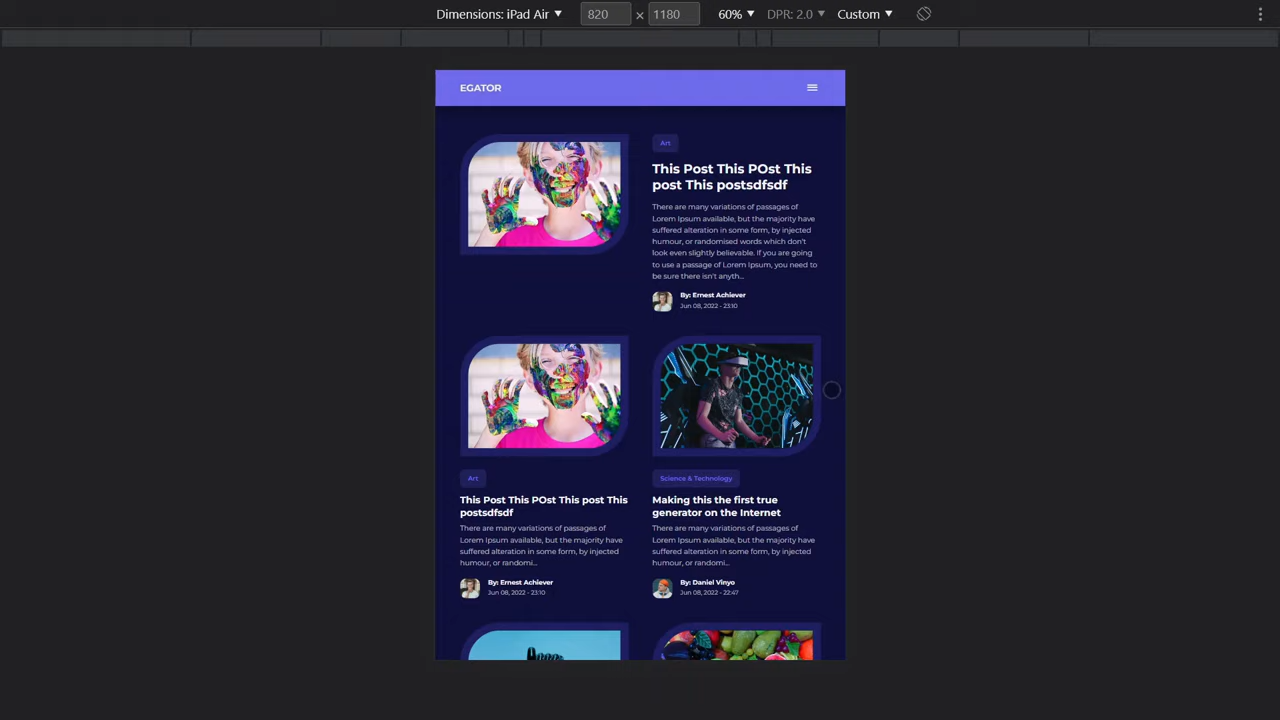 Dimensions: iPad Air 820 × 1180 60% DPR: 2.0 Custom
EGATOR
Art
This Post This POst This
post This postsdfsdf
There are many variations of passages of
Lorem Ipsum available, but the majority have
suffered alteration in some form, by injected
humour, or randomised words which don't
look even slightly believable. If you are going
to use a passage of Lorem Ipsum, you need to
be sure there isn't anyth...
By: Ernest Achiever
Jun 08, 2022 - 23:10
Art
This Post This POst This post This
postsdfsdf
There are many variations of passages of
Lorem Ipsum available, but the majority have
suffered alteration in some form, by injected
humour, or randomi...
By: Ernest Achiever
Jun 08, 2022 - 23:10
Science & Technology
Making this the first true
generator on the Internet
There are many variations of passages of
Lorem Ipsum available, but the majority have
suffered alteration in some form, by injected
humour, or randomi...
By: Daniel Vinyo
Jun 08, 2022 - 22:47